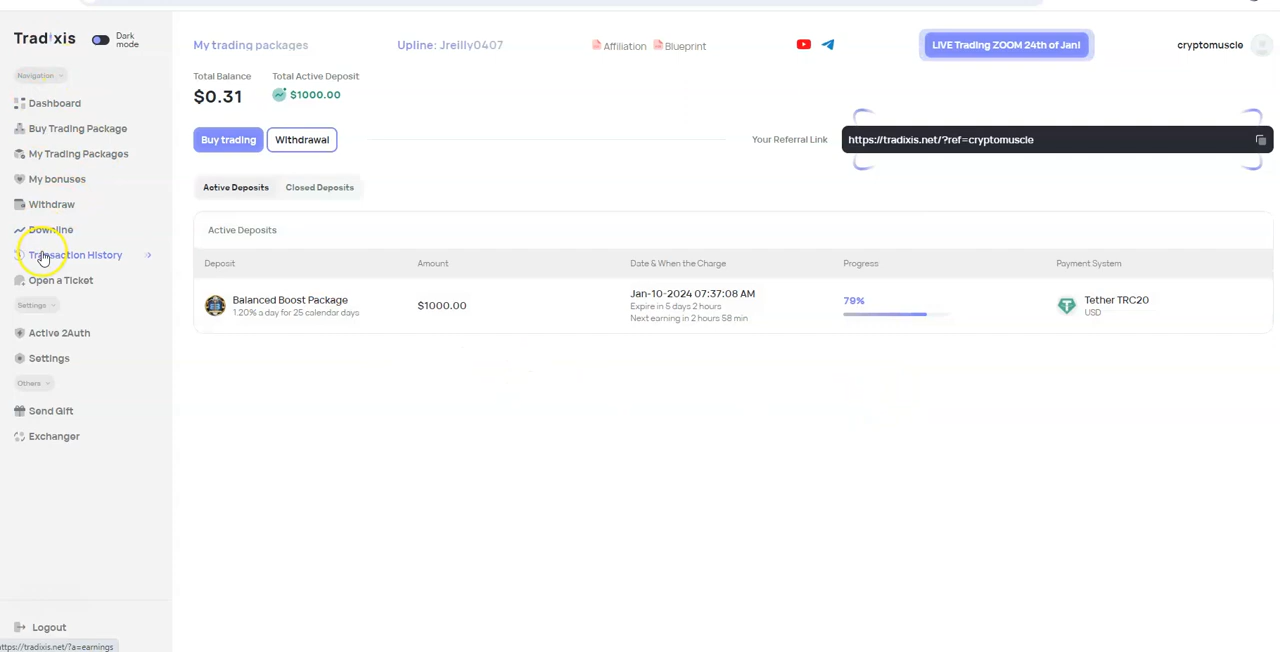 Tradixis
Dark mode
My trading packages
Upline: Jreilly0407
Affiliation
Blueprint
LIVE Trading ZOOM 24th of Jan!
cryptomuscle
Navigation
Dashboard
Buy Trading Package
My Trading Packages
My bonuses
Withdraw
Downline
Transaction History
Open a Ticket
Settings
Active 2Auth
Settings
Others
Send Gift
Exchanger
Logout
https://tradixis.net/?a=earnings
Total Balance
$0.31
Total Active Deposit
$1000.00
Buy trading
Withdrawal
Your Referral Link
https://tradixis.net/?ref=cryptomuscle
Active Deposits
Closed Deposits
Active Deposits
Deposit
Amount
Date & When the Charge
Progress
Payment System
Balanced Boost Package
1.20% a day for 25 calendar days
$1000.00
Jan-10-2024 07:37:08 AM
Expire in 5 days 2 hours
Next earning in 2 hours 58 min
79%
Tether TRC20
USD